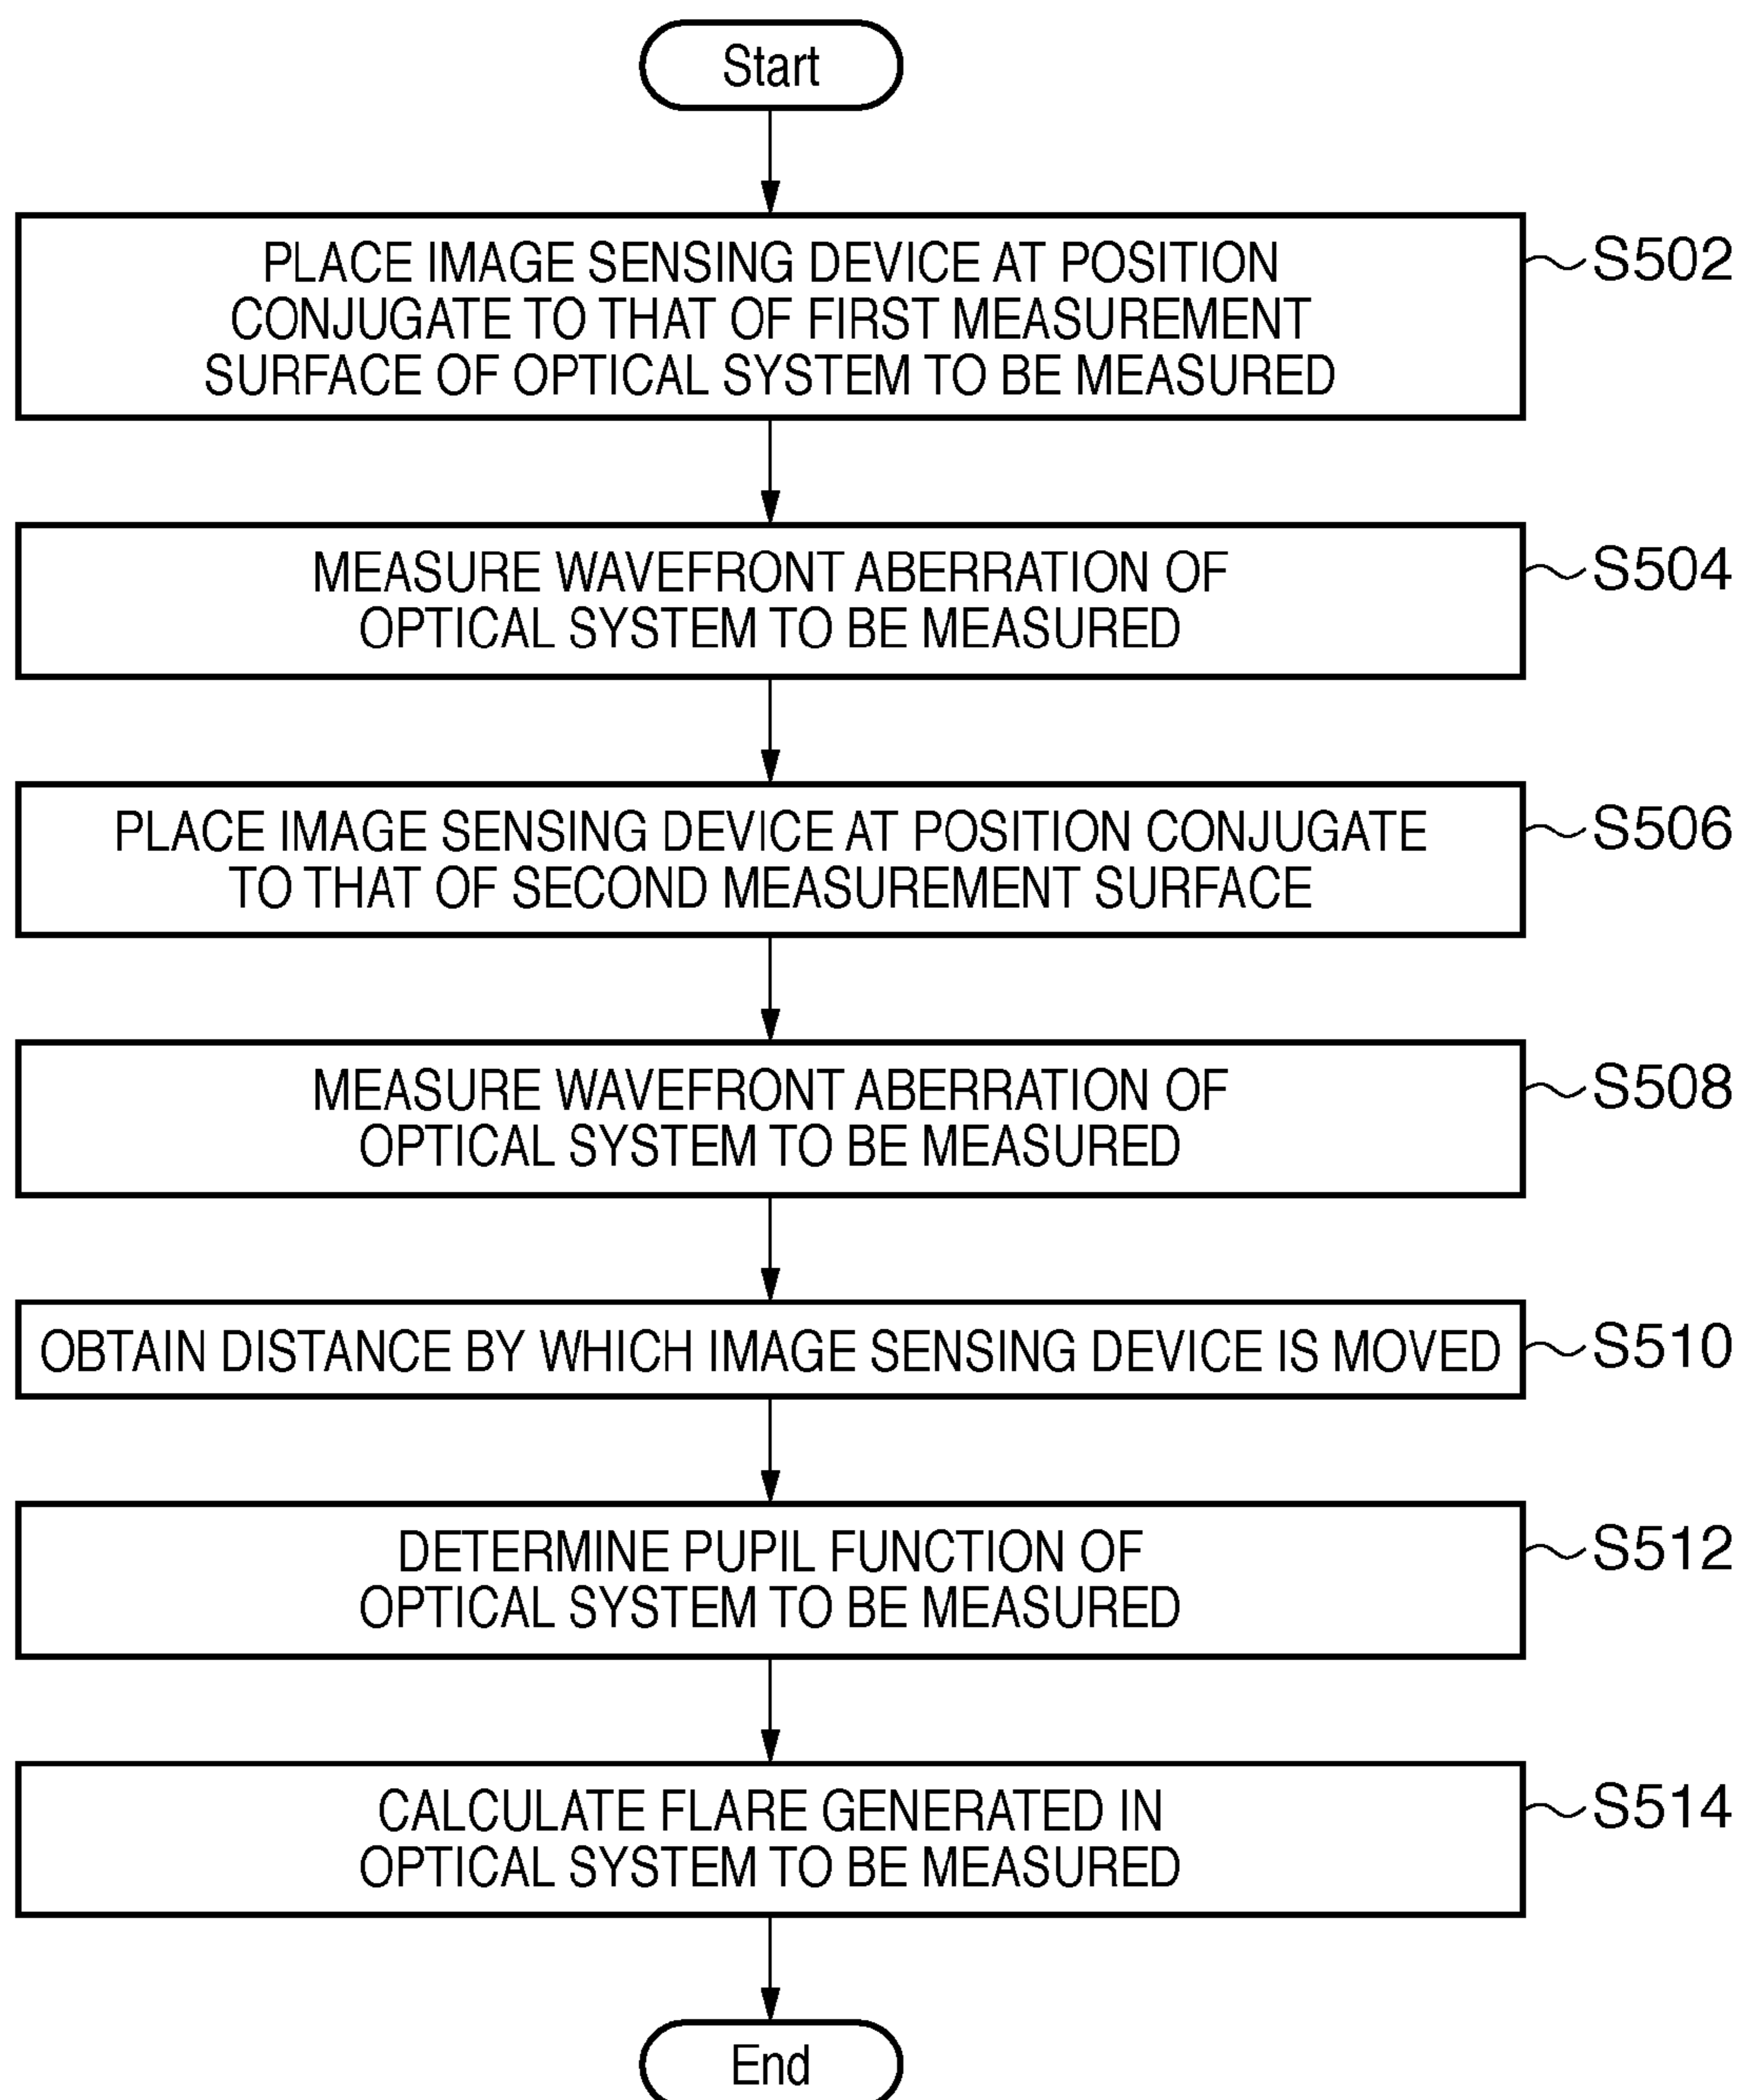 Start
PLACE IMAGE SENSING DEVICE AT POSITION
CONJUGATE TO THAT OF FIRST MEASUREMENT
SURFACE OF OPTICAL SYSTEM TO BE MEASURED
S502
MEASURE WAVEFRONT ABERRATION OF
OPTICAL SYSTEM TO BE MEASURED
S504
PLACE IMAGE SENSING DEVICE AT POSITION CONJUGATE
TO THAT OF SECOND MEASUREMENT SURFACE
S506
MEASURE WAVEFRONT ABERRATION OF
OPTICAL SYSTEM TO BE MEASURED
S508
OBTAIN DISTANCE BY WHICH IMAGE SENSING DEVICE IS MOVED
S510
DETERMINE PUPIL FUNCTION OF
OPTICAL SYSTEM TO BE MEASURED
S512
CALCULATE FLARE GENERATED IN
OPTICAL SYSTEM TO BE MEASURED
S514
End